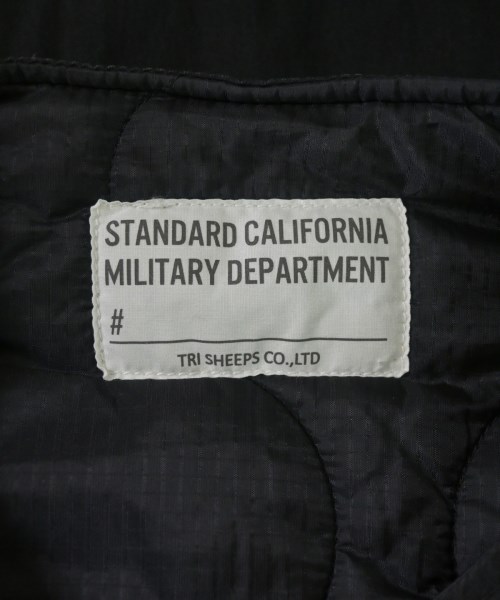 STANDARD CALIFORNIA
MILITARY DEPARTMENT
#
TRI SHEEPS CO.,LTD